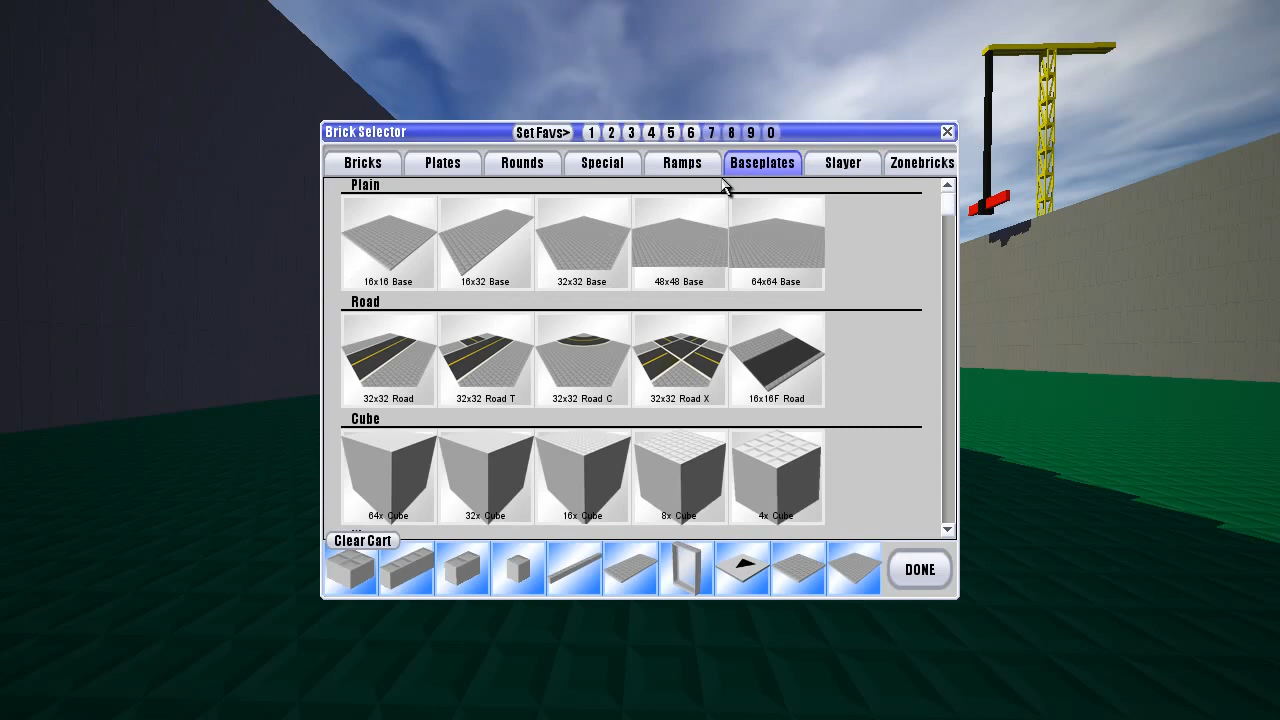 Brick Selector Set Favs> 1 2 3 4 5 6 7 8 9 0
Bricks Plates Rounds Special Ramps Baseplates Slayer Zonebricks
Plain
16x16 Base 16x32 Base 32x32 Base 48x48 Base 64x64 Base
Road
32x32 Road 32x32 Road T 32x32 Road C 32x32 Road X 16x16F Road
Cube
64x Cube 32x Cube 16x Cube 8x Cube 4x Cube
Clear Cart
DONE